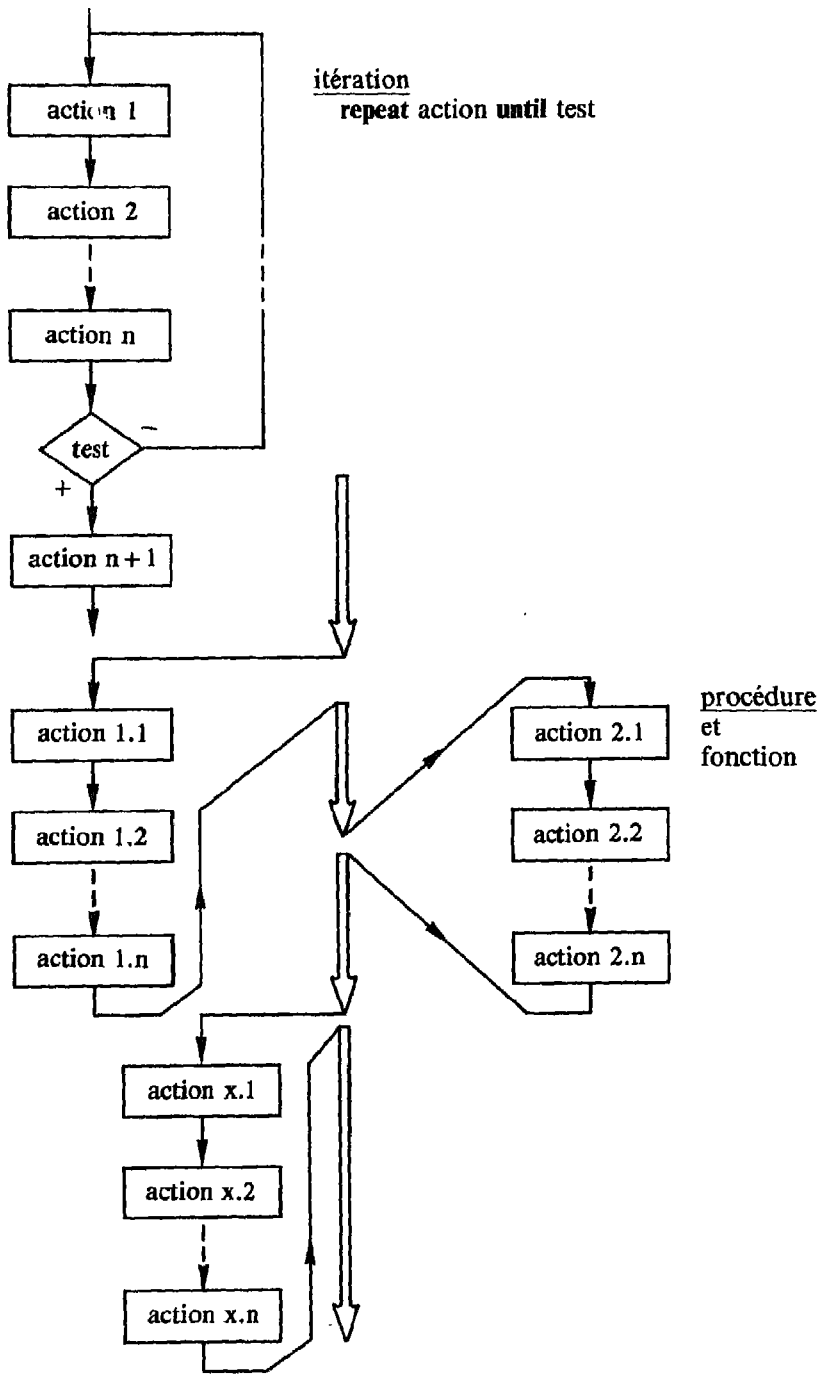 itération
repeat action until test
action 1
action 2
action n
test
−
+
action n + 1
procédure
et
fonction
action 1.1
action 1.2
action 1.n
action 2.1
action 2.2
action 2.n
action x.1
action x.2
action x.n